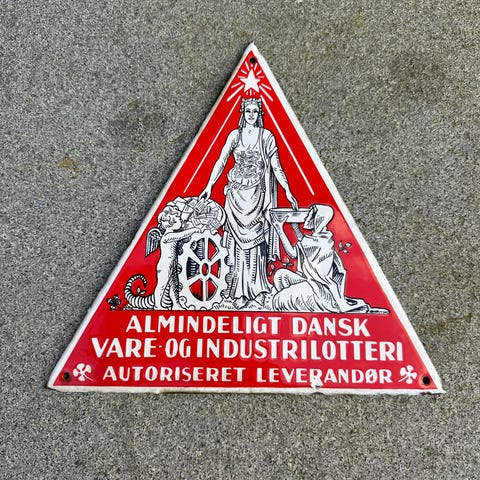 ALMINDELIGT DANSK
VARE-OG INDUSTRILOTTERI
AUTORISERET LEVERANDØR